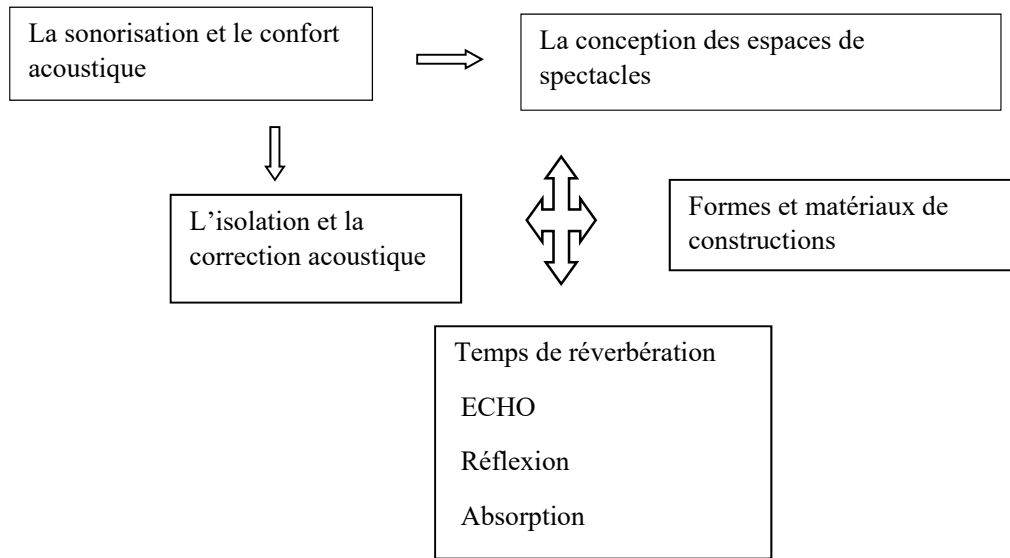 La sonorisation et le confort
acoustique
La conception des espaces de
spectacles
L’isolation et la
correction acoustique
Formes et matériaux de
constructions
Temps de réverbération
ECHO
Réflexion
Absorption